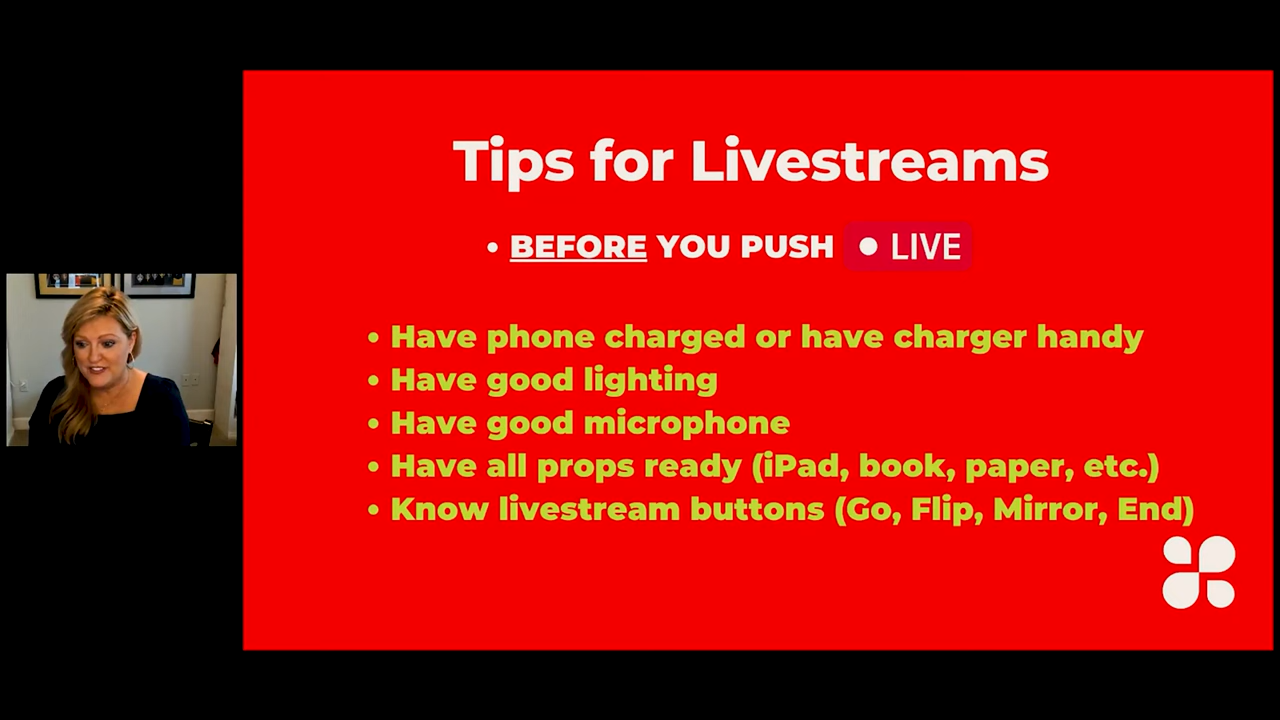 Tips for Livestreams
• BEFORE YOU PUSH • LIVE
• Have phone charged or have charger handy
• Have good lighting
• Have good microphone
• Have all props ready (iPad, book, paper, etc.)
• Know livestream buttons (Go, Flip, Mirror, End)